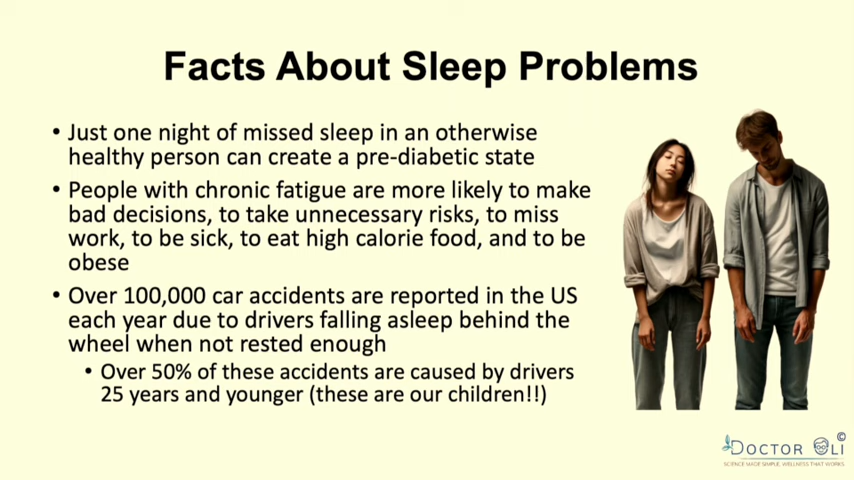 Facts About Sleep Problems
• Just one night of missed sleep in an otherwise
healthy person can create a pre-diabetic state
• People with chronic fatigue are more likely to make
bad decisions, to take unnecessary risks, to miss
work, to be sick, to eat high calorie food, and to be
obese
• Over 100,000 car accidents are reported in the US
each year due to drivers falling asleep behind the
wheel when not rested enough
• Over 50% of these accidents are caused by drivers
25 years and younger (these are our children!!)
DOCTOR OLI ©
SCIENCE MADE SIMPLE. WELLNESS THAT WORKS.